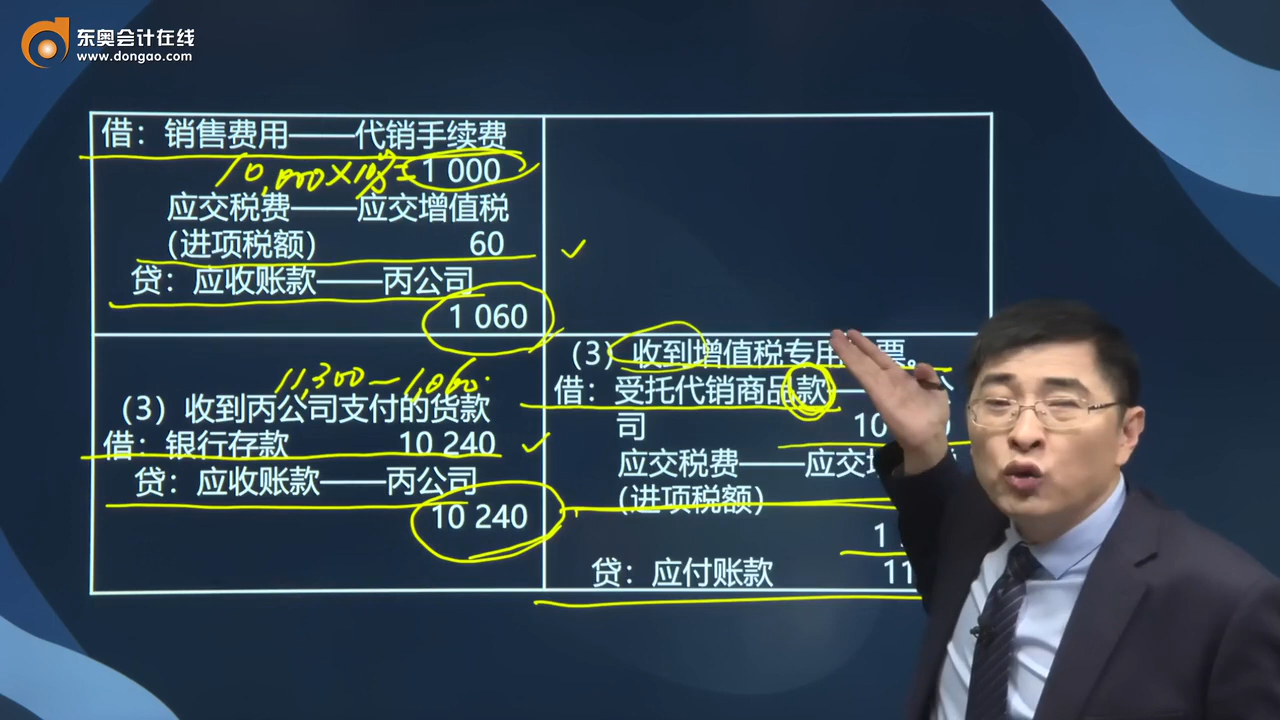 东奥会计在线
www.dongao.com
借：销售费用——代销手续费
10,000×10%=
1 000
应交税费——应交增值税
(进项税额)
60
贷：应收账款——丙公司
1 060
11,300-1,060
（3）收到丙公司支付的货款
借：银行存款 10 240
贷：应收账款——丙公司
10 240
（3）收到增值税专用 票。
借：受托代销商品款—
司 10
应交税费——应交增
(进项税额)
1
贷：应付账款 11